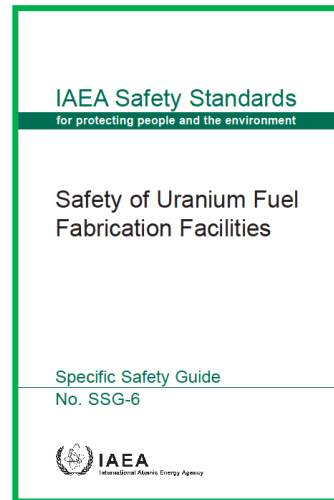 IAEA Safety Standards
for protecting people and the environment
Safety of Uranium Fuel
Fabrication Facilities
Specific Safety Guide
No. SSG-6
IAEA
International Atomic Energy Agency